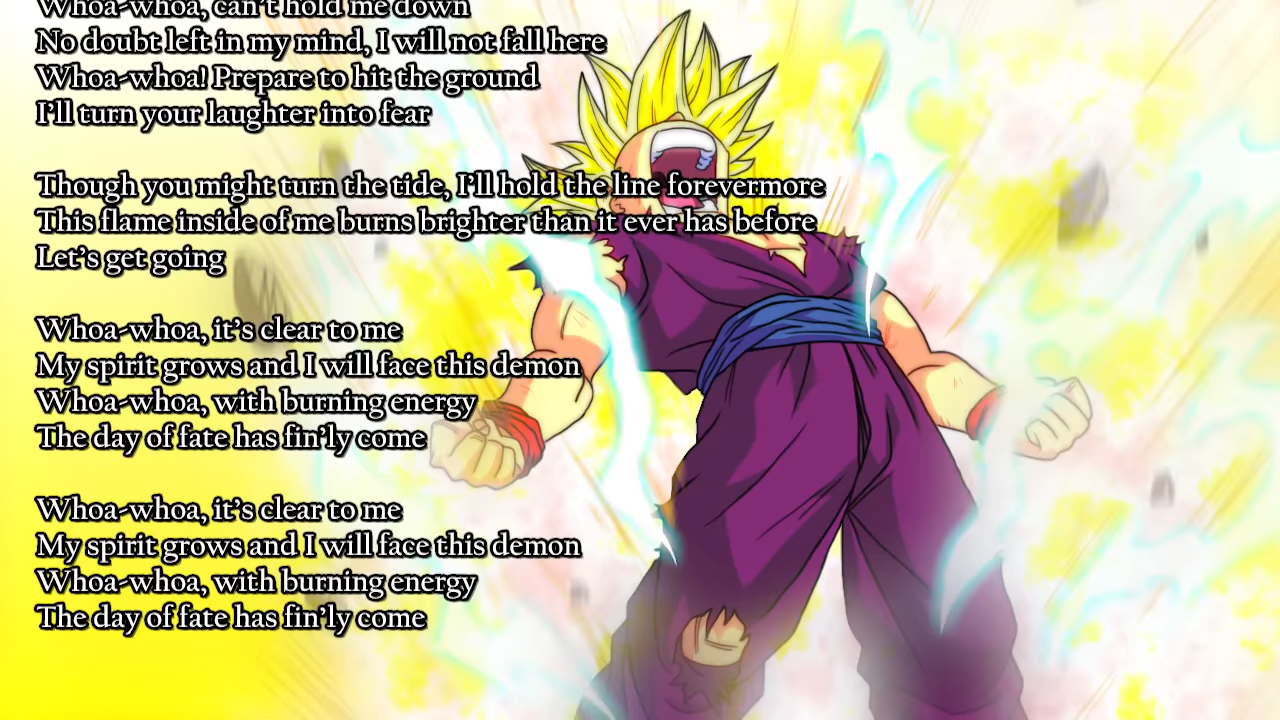 Whoa-whoa, can't hold me down
No doubt left in my mind, I will not fall here
Whoa-whoa! Prepare to hit the ground
I'll turn your laughter into fear
Though you might turn the tide, I'll hold the line forevermore
This flame inside of me burns brighter than it ever has before
Let's get going
Whoa-whoa, it's clear to me
My spirit grows and I will face this demon
Whoa-whoa, with burning energy
The day of fate has fin'ly come
Whoa-whoa, it's clear to me
My spirit grows and I will face this demon
Whoa-whoa, with burning energy
The day of fate has fin'ly come